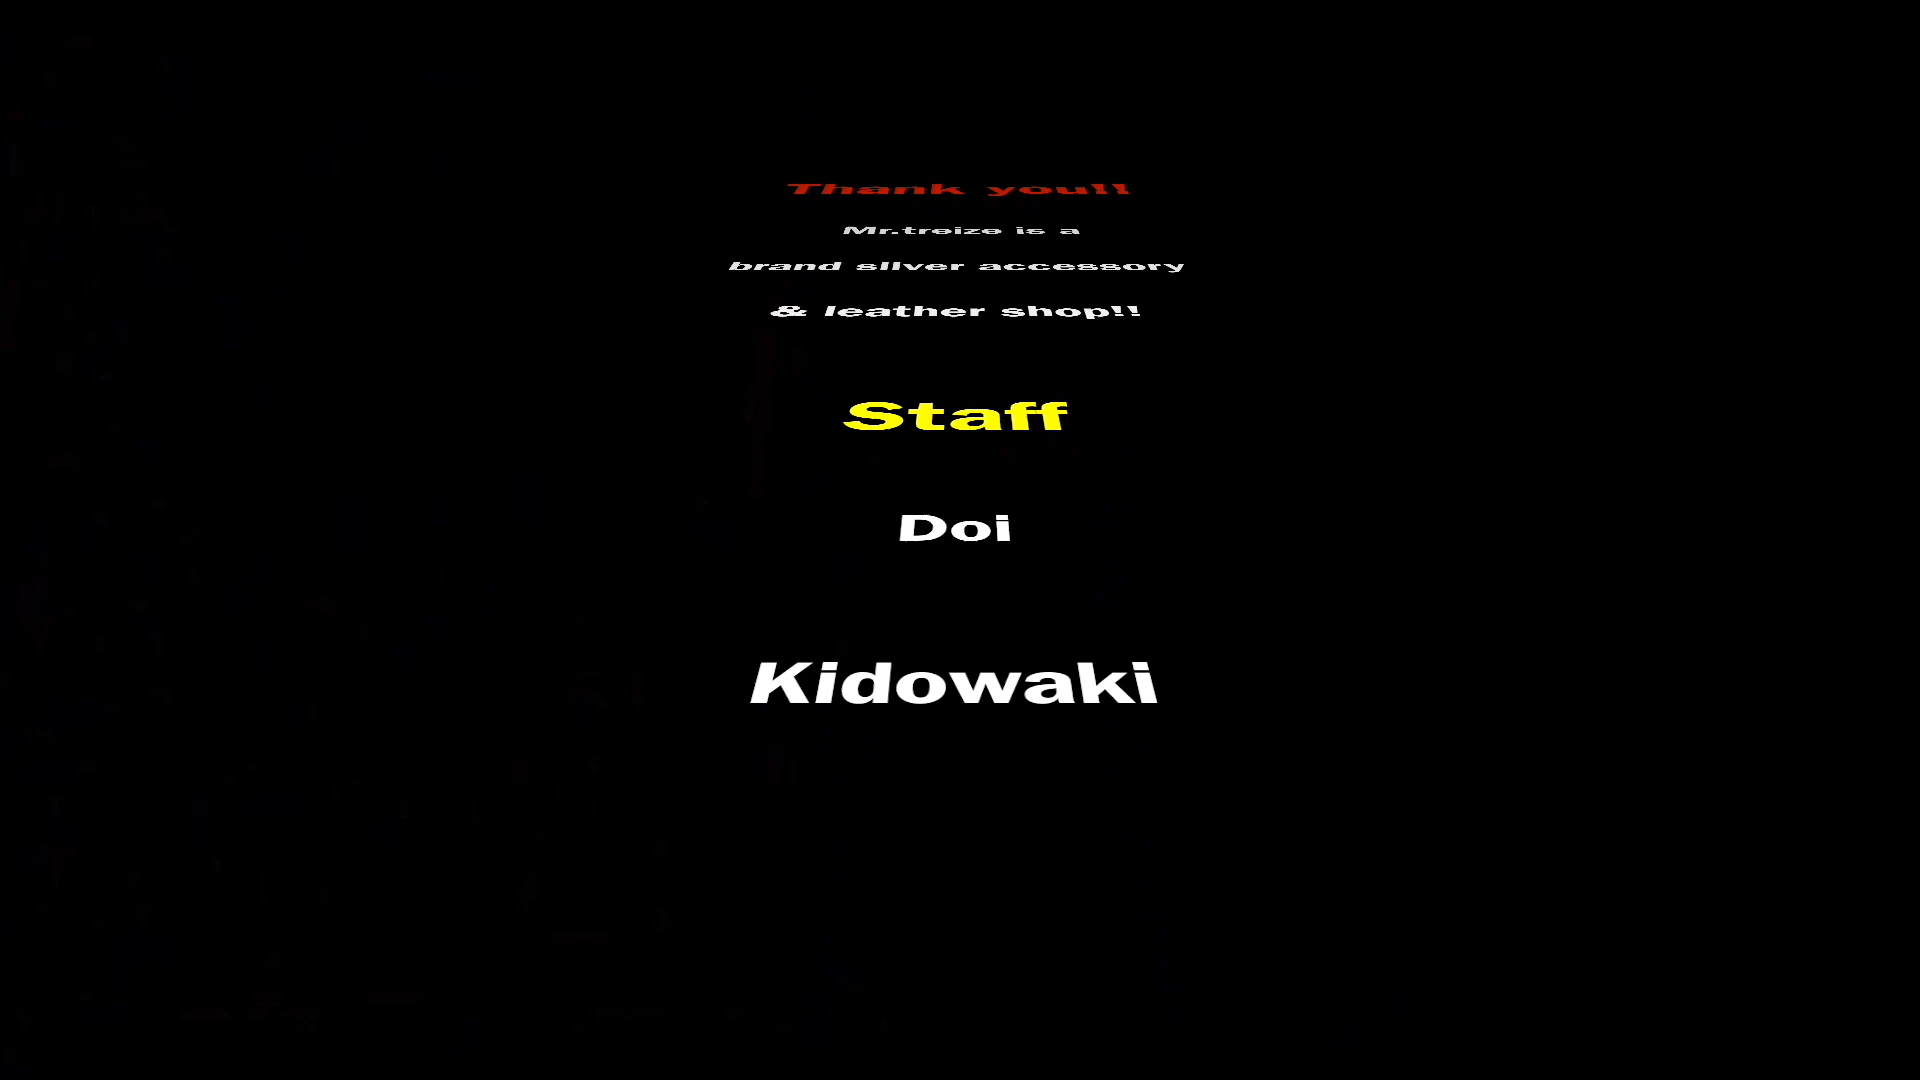 Thank you!!
Mr.treize is a
brand silver accessory
& leather shop!!
Staff
Doi
Kidowaki